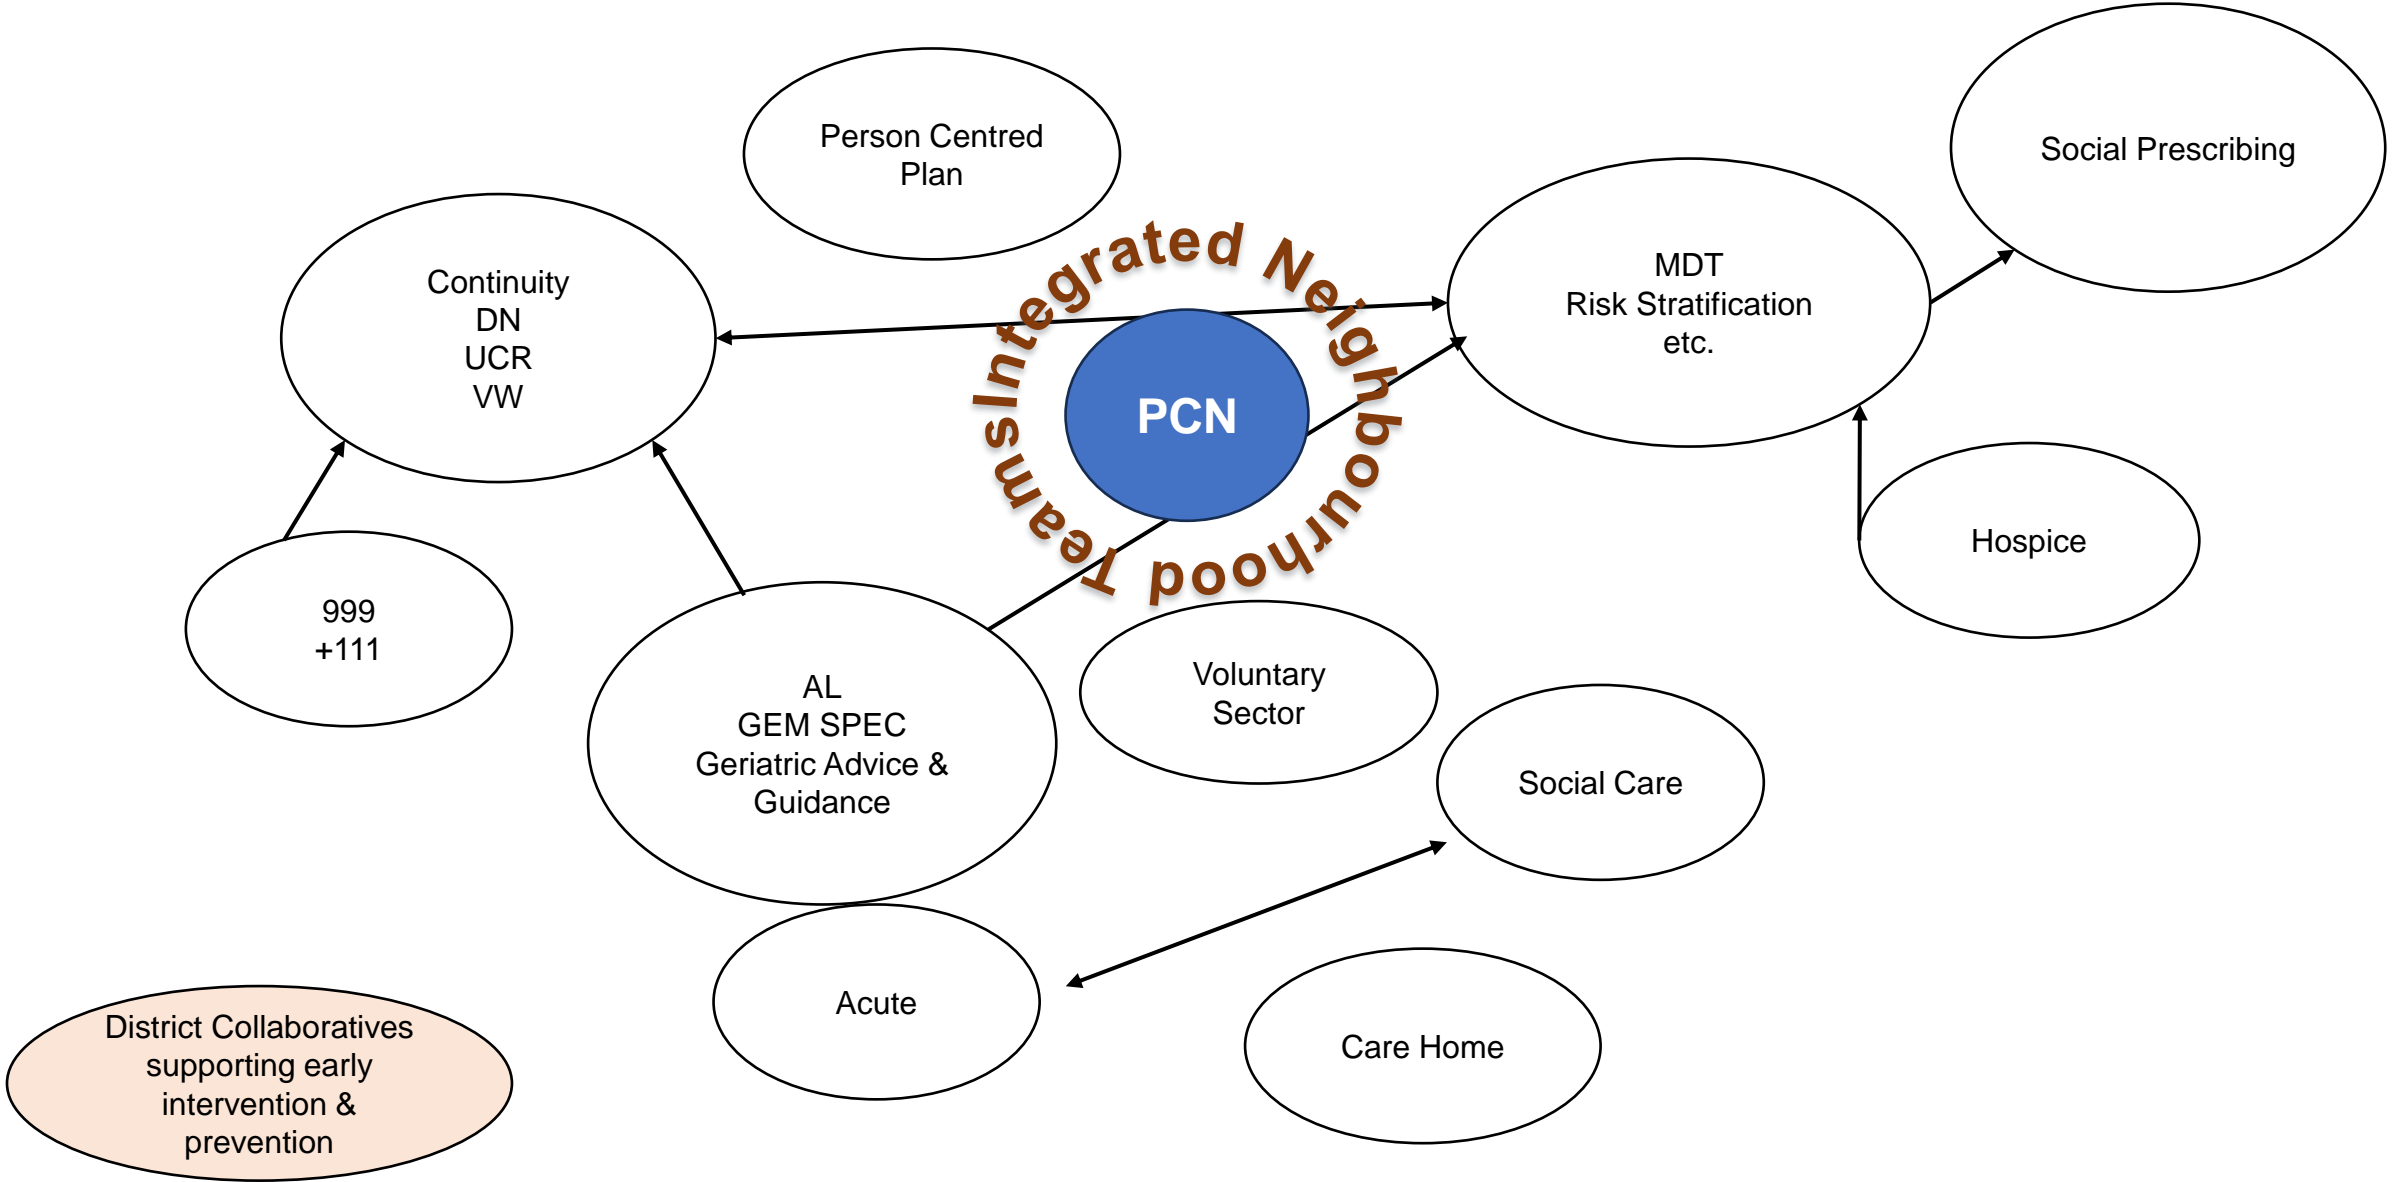 Person Centred
Plan
Social Prescribing
Continuity
DN
UCR
VW
Integrated Neighbourhood Teams
PCN
MDT
Risk Stratification
etc.
999
+111
Hospice
AL
GEM SPEC
Geriatric Advice &
Guidance
Voluntary
Sector
Social Care
Acute
Care Home
District Collaboratives
supporting early
intervention &
prevention